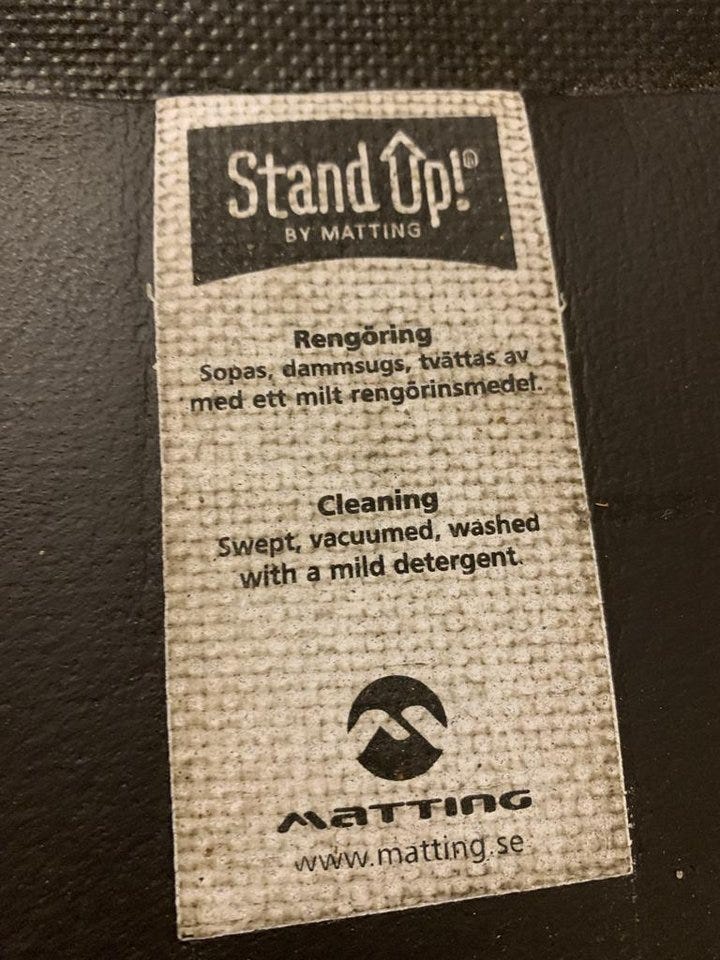 Stand Up!®
BY MATTING
Rengöring
Sopas, dammsugs, tvättas av
med ett milt rengörinsmedel.
Cleaning
Swept, vacuumed, washed
with a mild detergent.
MATTING
www.matting.se